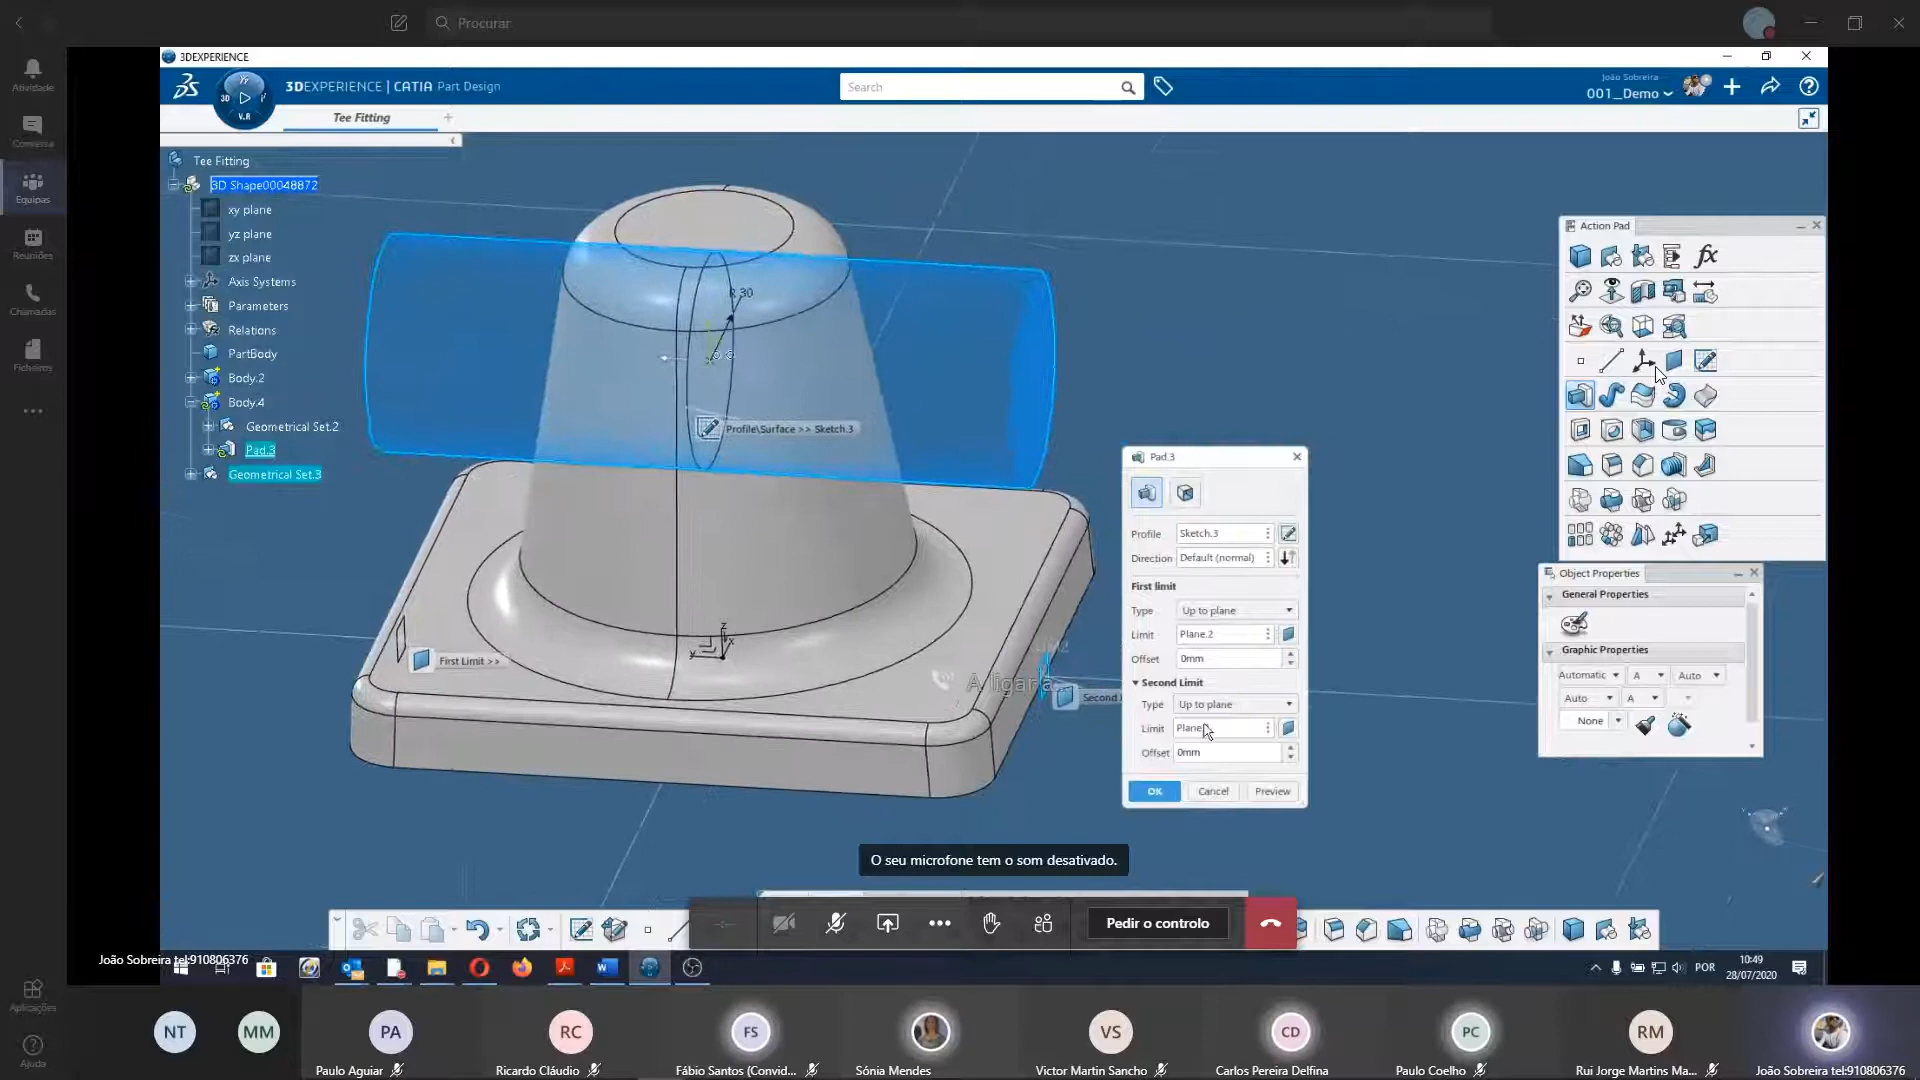 Procurar
Atividade
Conversa
Equipas
Reuniões
Chamadas
Ficheiros
Aplicações
Ajuda
3DEXPERIENCE
3DEXPERIENCE | CATIA Part Design
3D
V.R
Search
João Sobreira
001_Demo
Tee Fitting
Tee Fitting
3D Shape00048872
xy plane
yz plane
zx plane
Axis Systems
Parameters
Relations
PartBody
Body.2
Body.4
Geometrical Set.2
Pad.3
Geometrical Set.3
R 30
Profile\Surface >> Sketch.3
First Limit >>
LIM2
Second
z
x
y
A ligar a...
Pad.3
Profile Sketch.3
Direction Default (normal)
First limit
Type Up to plane
Limit Plane.2
Offset 0mm
Second Limit
Type Up to plane
Limit Plane
Offset 0mm
OK Cancel Preview
Action Pad
fx
Object Properties
General Properties
Graphic Properties
Automatic A Auto
Auto A
None
O seu microfone tem o som desativado.
Pedir o controlo
João Sobreira tel:910806376
POR
10:49
28/07/2020
NT
MM
PA
RC
FS
VS
CD
PC
RM
Paulo Aguiar
Ricardo Cláudio
Fábio Santos (Convid...
Sónia Mendes
Victor Martin Sancho
Carlos Pereira Delfina
Paulo Coelho
Rui Jorge Martins Ma...
João Sobreira tel:910806376